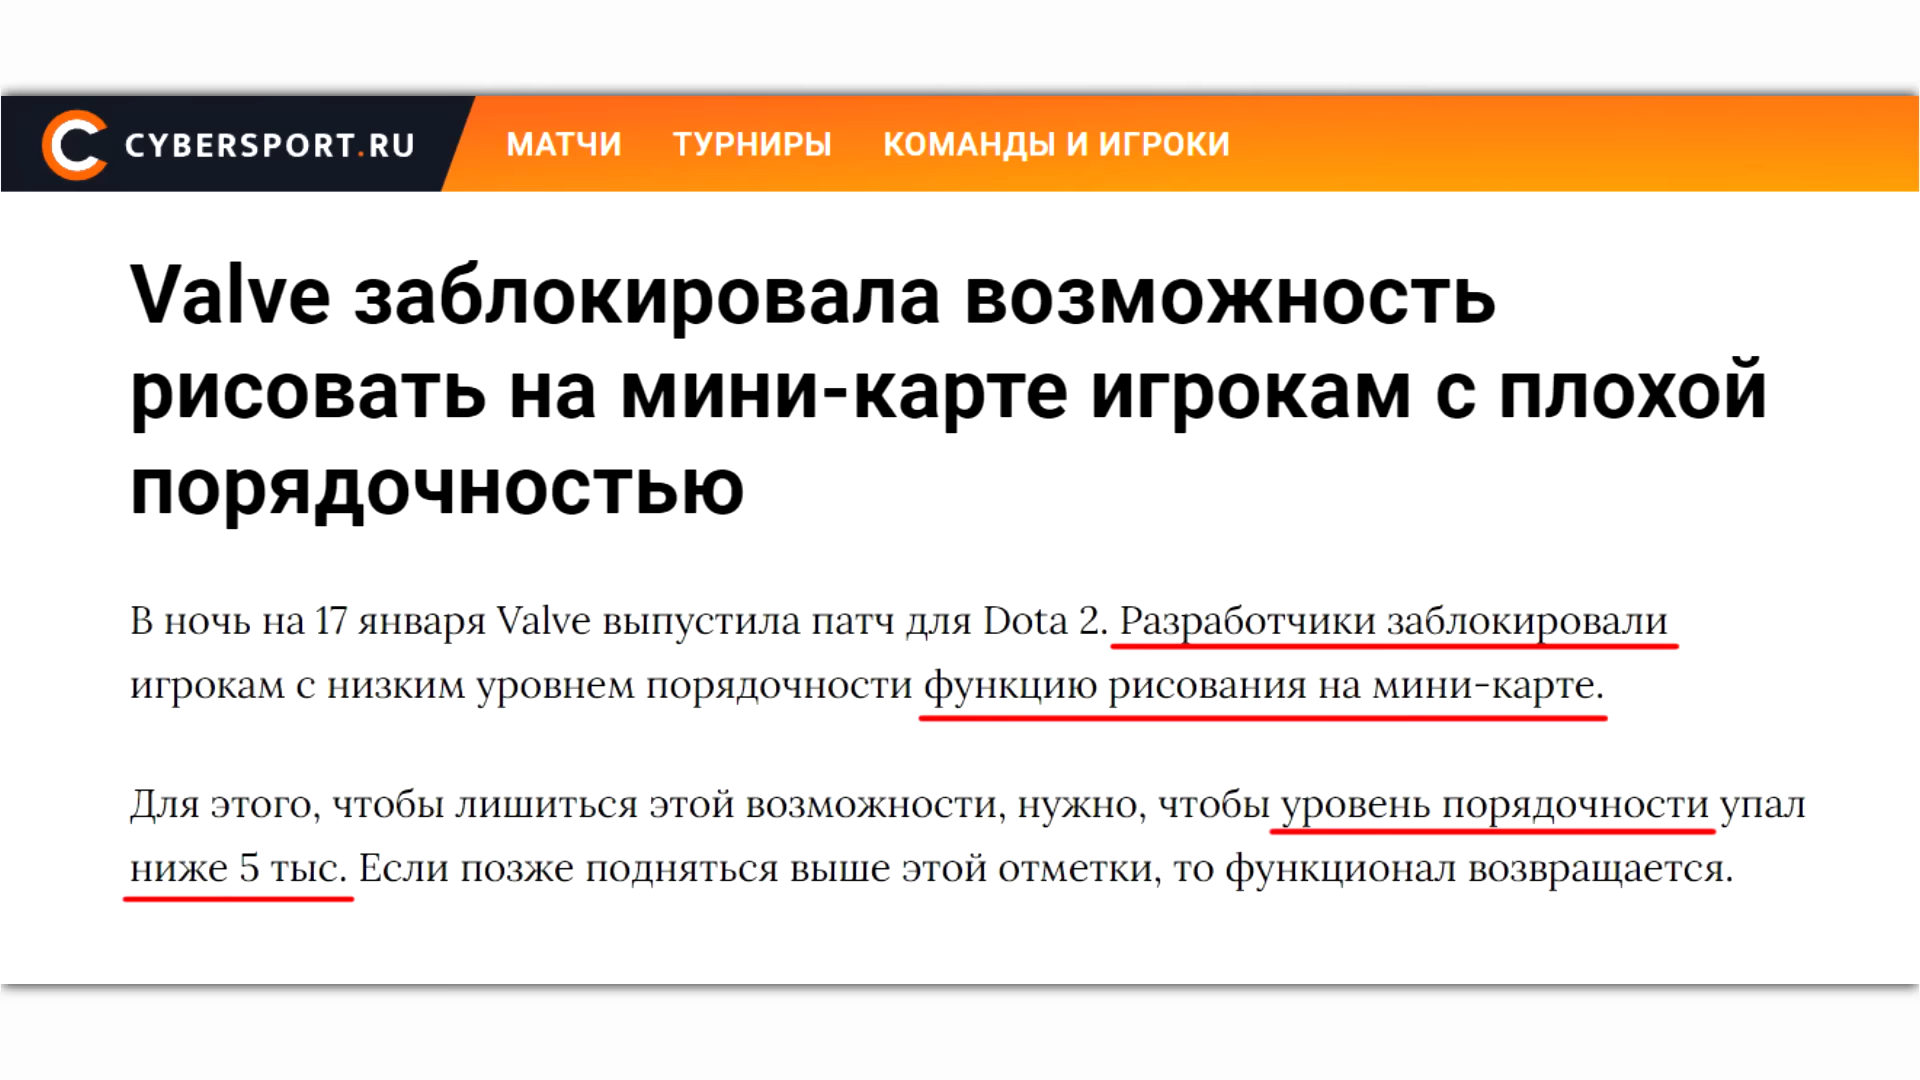 CYBERSPORT.RU МАТЧИ ТУРНИРЫ КОМАНДЫ И ИГРОКИ
Valve заблокировала возможность
рисовать на мини-карте игрокам с плохой
порядочностью
В ночь на 17 января Valve выпустила патч для Dota 2. Разработчики заблокировали
игрокам с низким уровнем порядочности функцию рисования на мини-карте.
Для этого, чтобы лишиться этой возможности, нужно, чтобы уровень порядочности упал
ниже 5 тыс. Если позже подняться выше этой отметки, то функционал возвращается.